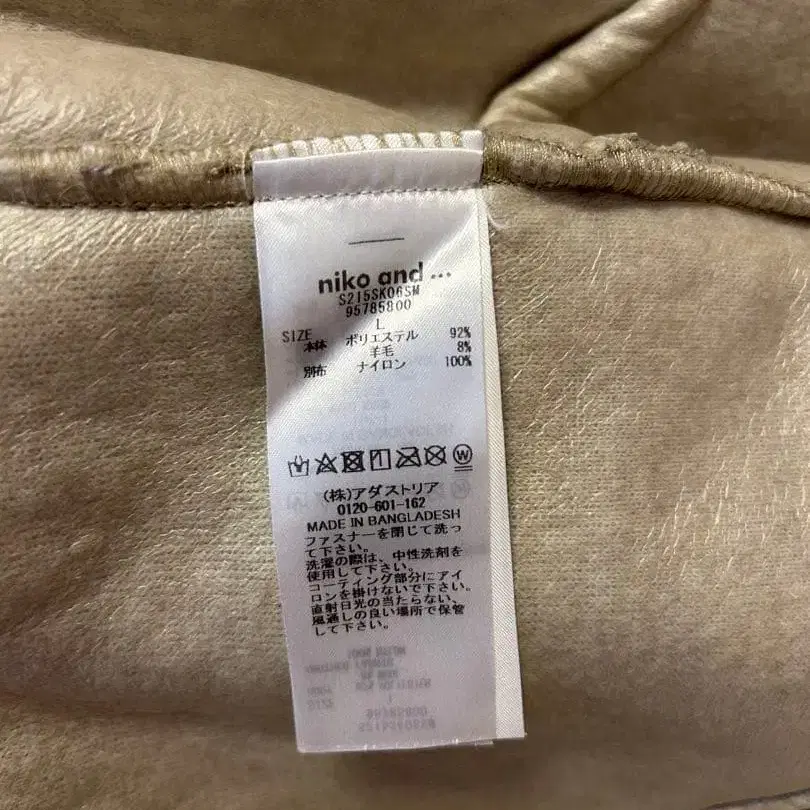 niko and ...
S215SK06SM
95785800
SIZE L
本体 ポリエステル 92%
羊毛 8%
別布 ナイロン 100%
(株)アダストリア
0120-601-162
MADE IN BANGLADESH
ファスナーを閉じて洗っ
て下さい。
洗濯の際は、中性洗剤を
使用して下さい。
コーティング部分にアイ
ロンを掛けないで下さい。
直射日光の当たらない、
風通しの良い場所で保管
して下さい。